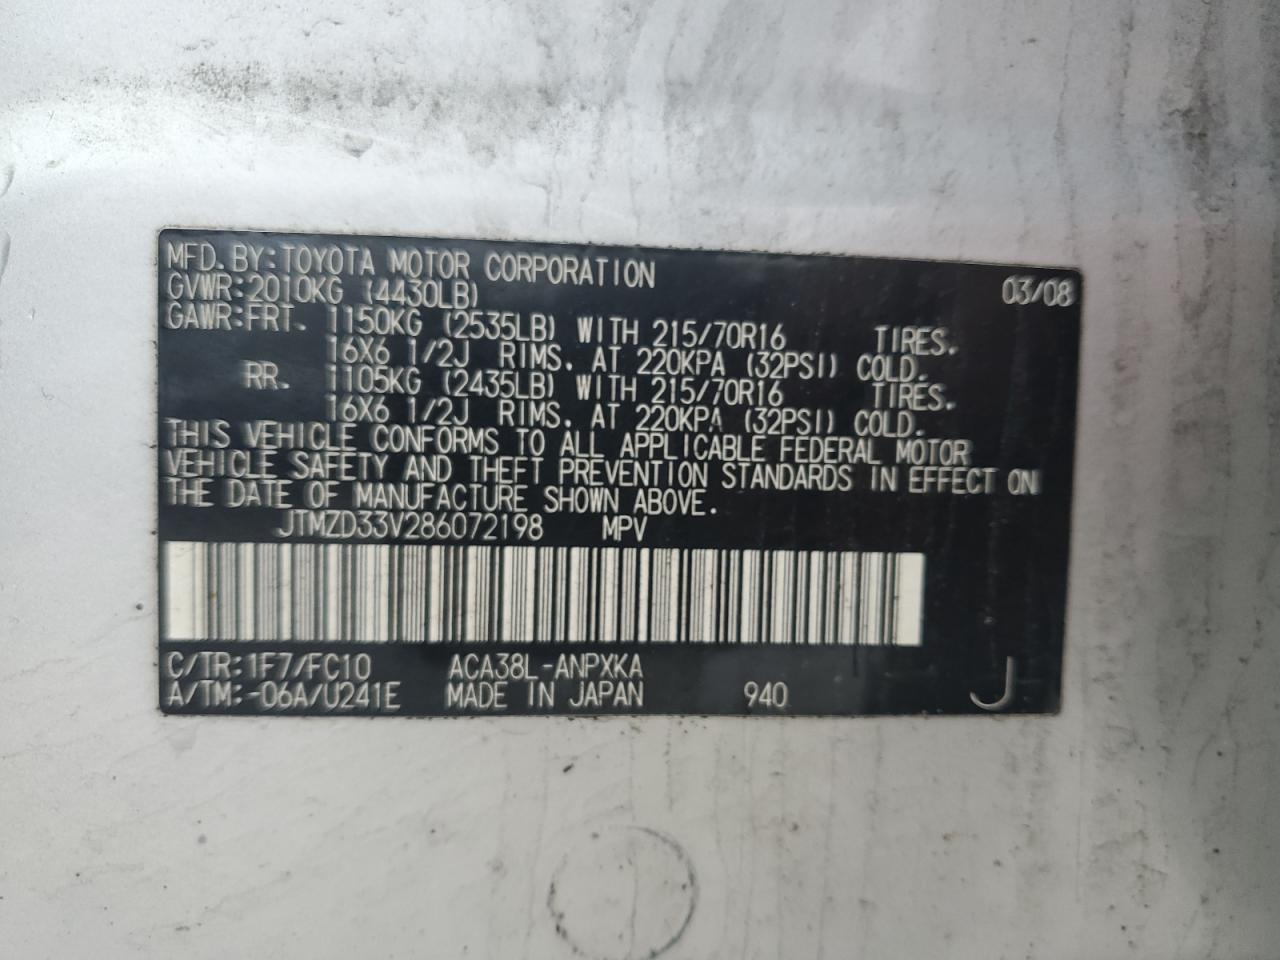 MFD. BY: TOYOTA MOTOR CORPORATION 03/08
GVWR: 2010KG (4430LB)
GAWR: FRT. 1150KG (2535LB) WITH 215/70R16 TIRES.
16X6 1/2J RIMS. AT 220KPA (32PSI) COLD.
RR. 1105KG (2435LB) WITH 215/70R16 TIRES.
16X6 1/2J RIMS. AT 220KPA (32PSI) COLD.
THIS VEHICLE CONFORMS TO ALL APPLICABLE FEDERAL MOTOR
VEHICLE SAFETY AND THEFT PREVENTION STANDARDS IN EFFECT ON
THE DATE OF MANUFACTURE SHOWN ABOVE.
JTMZD33V286072198 MPV
C/TR: 1F7/FC10 ACA38L-ANPXKA
A/TM: -06A/U241E MADE IN JAPAN 940 J